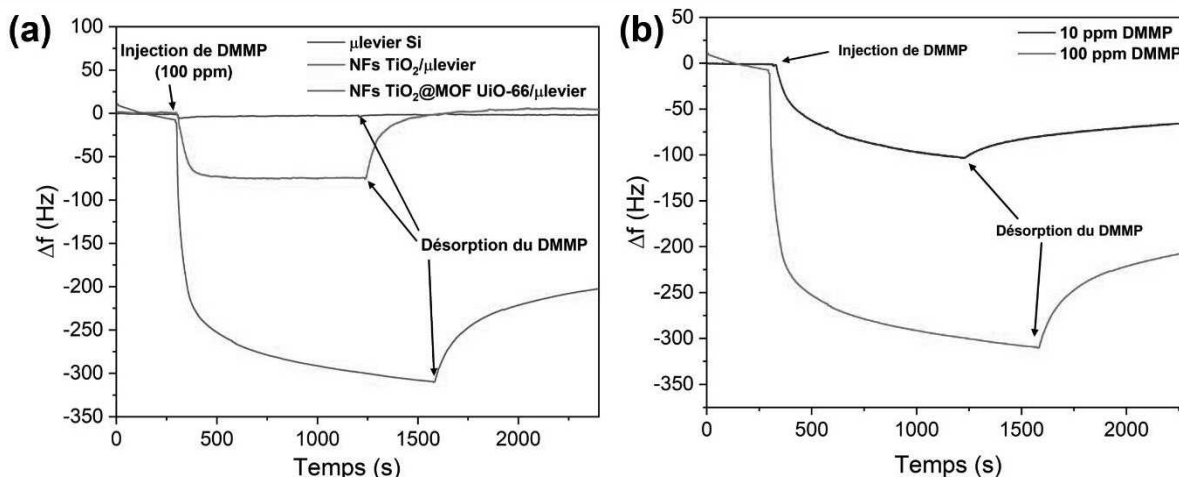 (a)
100
50
0
-50
-100
-150
-200
-250
-300
-350
Δf (Hz)
Injection de DMMP
(100 ppm)
μlevier Si
NFs TiO₂/μlevier
NFs TiO₂@MOF UiO-66/μlevier
Désorption du DMMP
0
500
1000
1500
2000
Temps (s)
(b)
50
0
-50
-100
-150
-200
-250
-300
-350
Δf (Hz)
Injection de DMMP
10 ppm DMMP
100 ppm DMMP
Désorption du DMMP
0
500
1000
1500
2000
Temps (s)